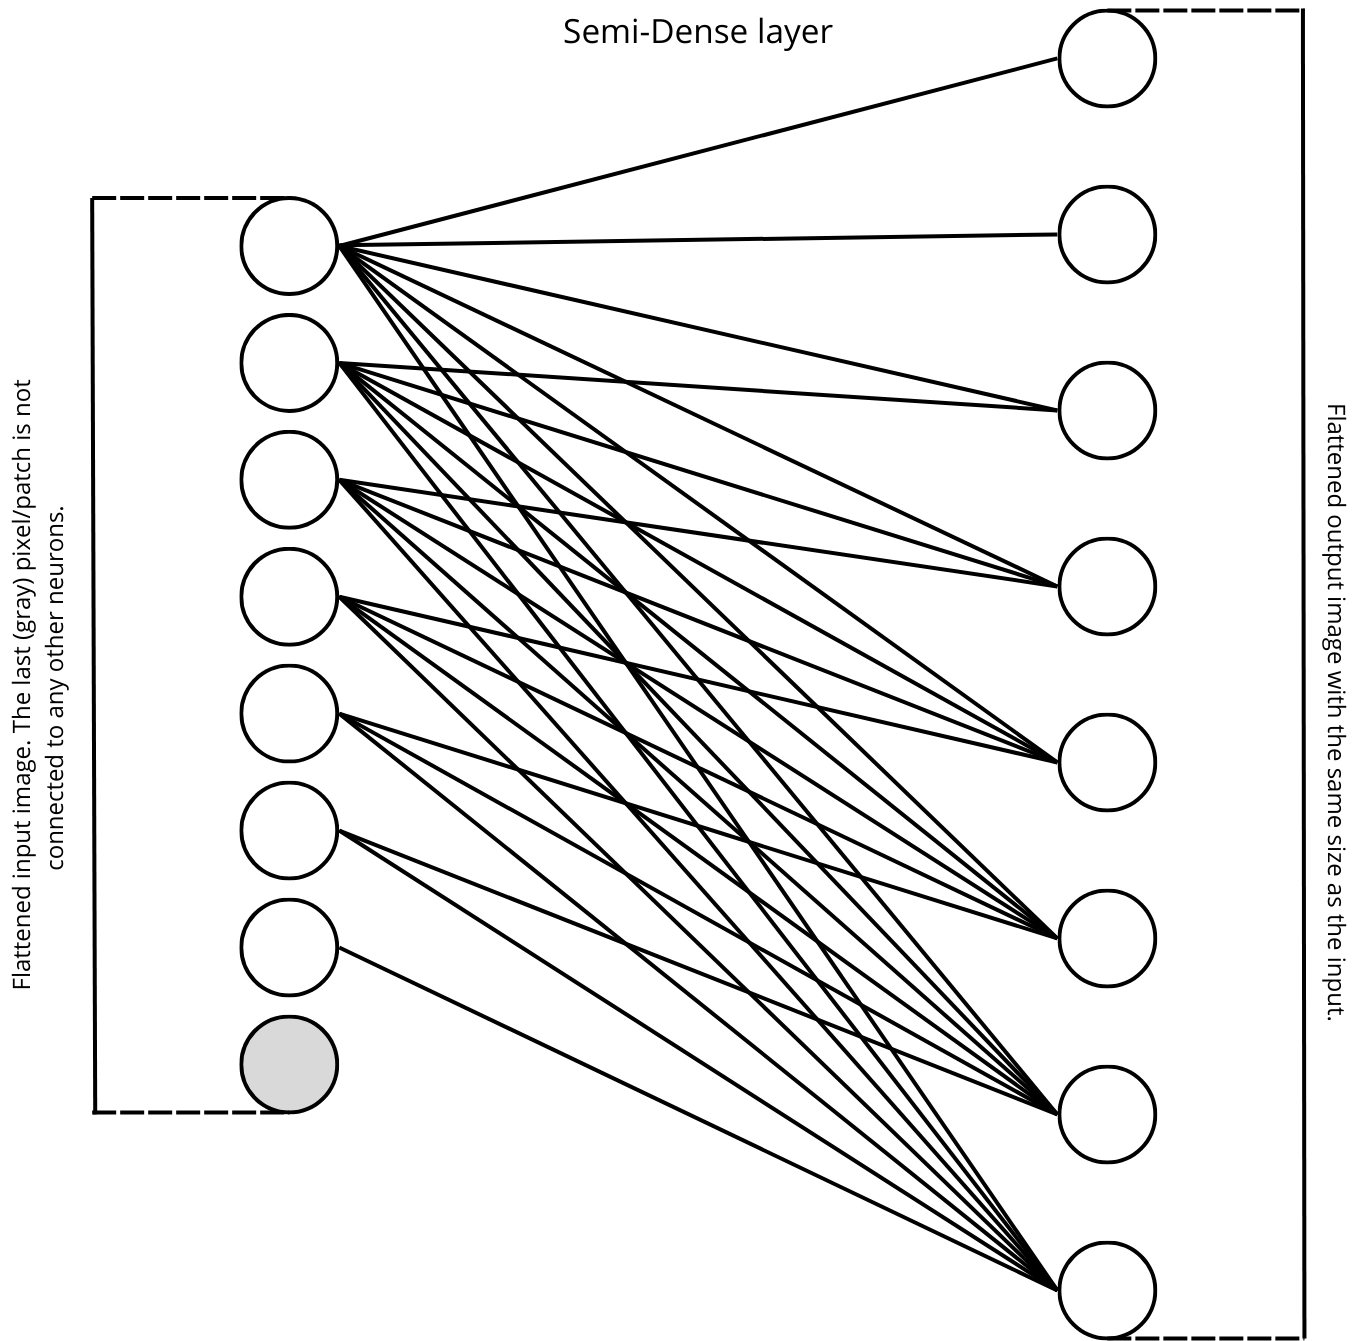 Semi-Dense layer
Flattened input image. The last (gray) pixel/patch is not
connected to any other neurons.
Flattened output image with the same size as the input.